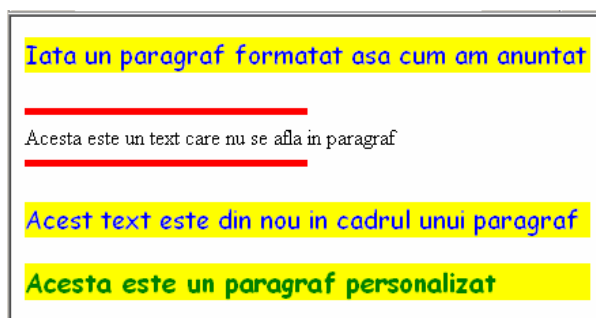 Iata un paragraf formatat asa cum am anuntat
Acesta este un text care nu se afla in paragraf
Acest text este din nou in cadrul unui paragraf
Acesta este un paragraf personalizat